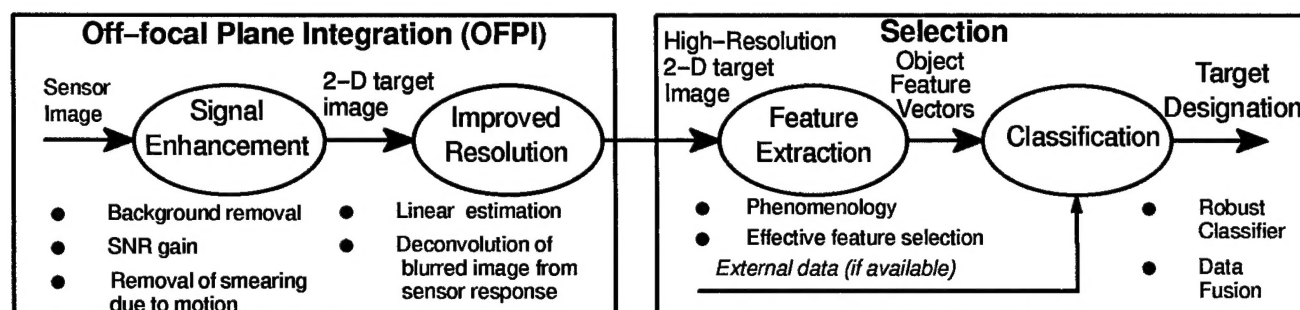 Off–focal Plane Integration (OFPI)
Sensor
Image
Signal
Enhancement
2–D target
image
Improved
Resolution
Background removal
SNR gain
Removal of smearing
due to motion
Linear estimation
Deconvolution of
blurred image from
sensor response
Selection
High–Resolution
2–D target
Image
Feature
Extraction
Object
Feature
Vectors
Classification
Target
Designation
Phenomenology
Effective feature selection
External data (if available)
Robust
Classifier
Data
Fusion